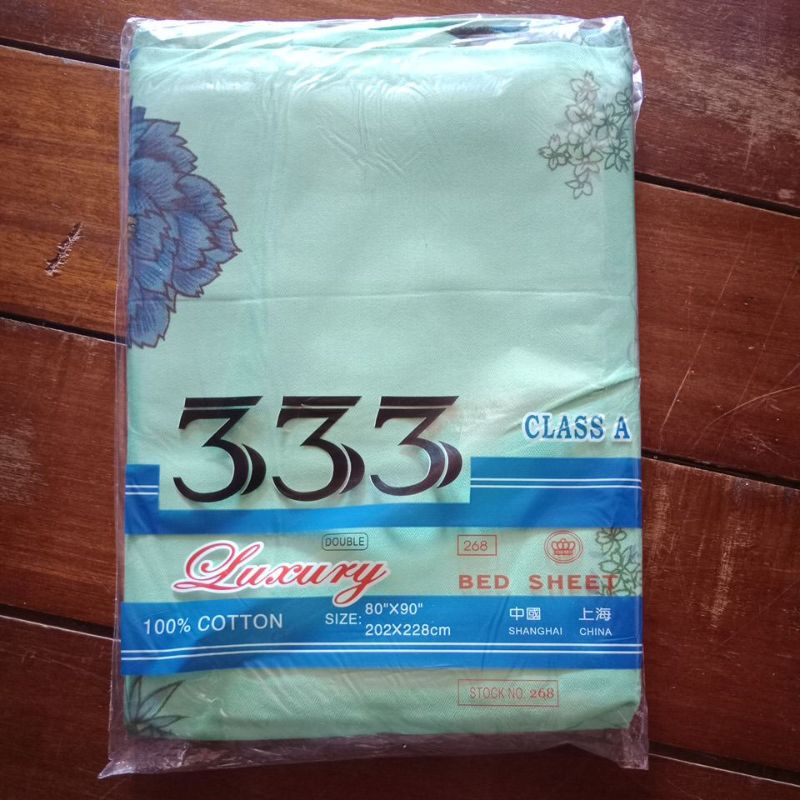 333
CLASS A
DOUBLE
Luxury
268
BED SHEET
100% COTTON
SIZE: 80"X90"
202X228cm
中國 上海
SHANGHAI CHINA
STOCK NO. 268